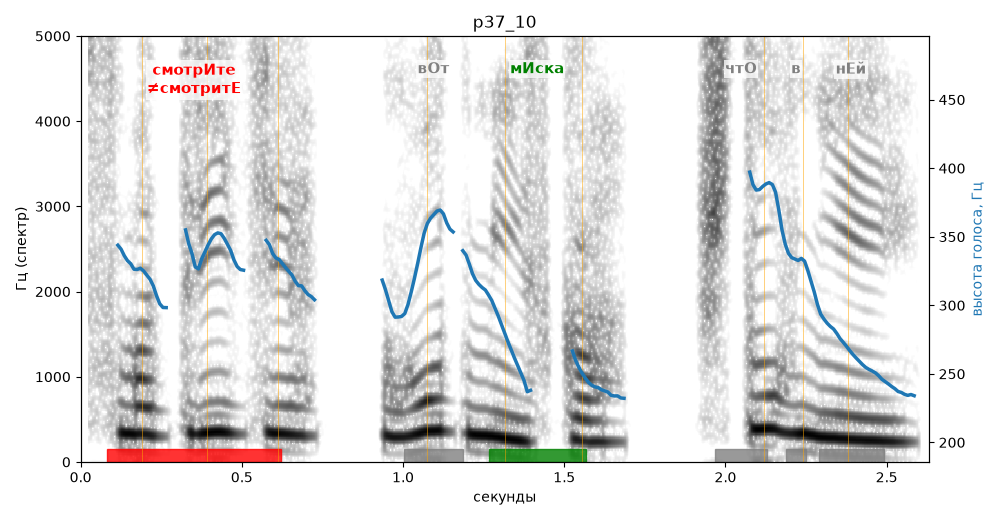 p37_10
5000
4000
3000
2000
1000
0
Гц (спектр)
смотрИте
≠смотритЕ
вОт
мИска
чтО
в
нЕй
450
400
350
300
250
200
высота голоса, Гц
0.0
0.5
1.0
1.5
2.0
2.5
секунды